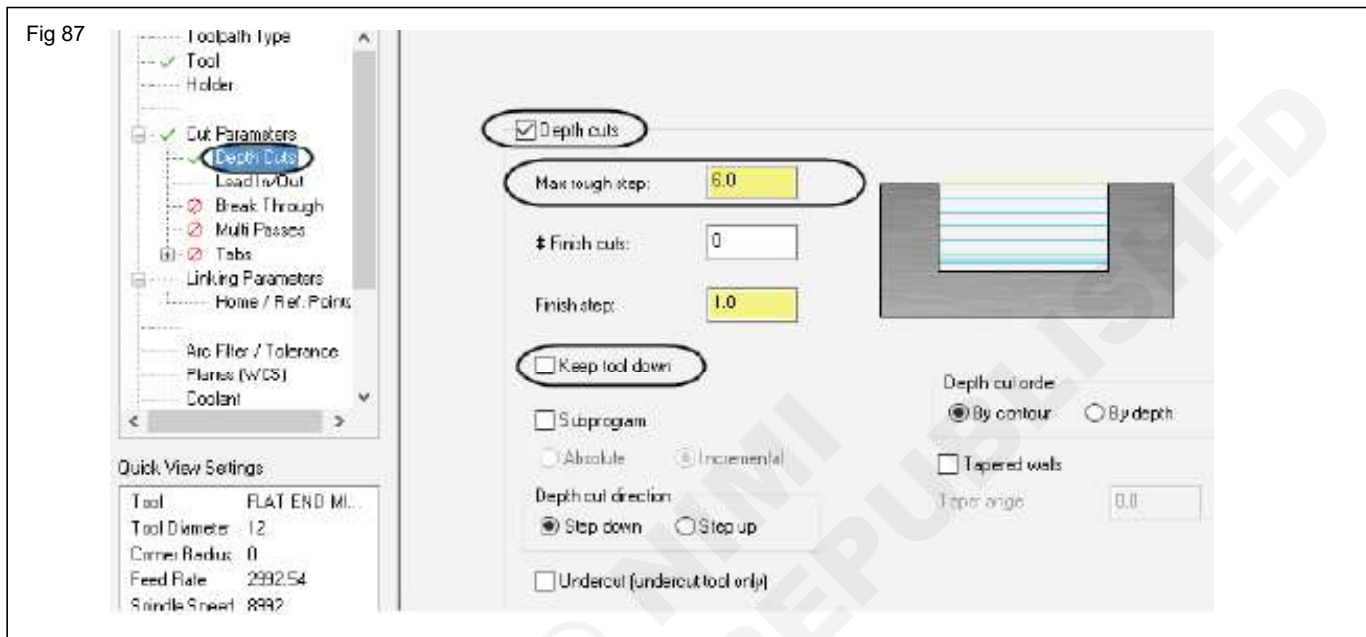 Fig 87
Toolpath Type
Tool
Holder
Cut Parameters
Depth Cuts
Lead In/Out
Break Through
Multi Passes
Tabs
Linking Parameters
Home / Ref. Points
Arc Filter / Tolerance
Planes (WCS)
Coolant
Quick View Settings
Tool FLAT END MI...
Tool Diameter 12
Corner Radius 0
Feed Rate 2992.54
Spindle Speed 8992
Depth cuts
Max rough step: 6.0
# Finish cuts: 0
Finish step: 1.0
Keep tool down
Subprogram
Absolute Incremental
Depth cut direction
Step down Step up
Undercut (undercut tool only)
Depth cut order
By contour By depth
Tapered walls
Taper angle 0.0
© NIMI
REPUBLISHED